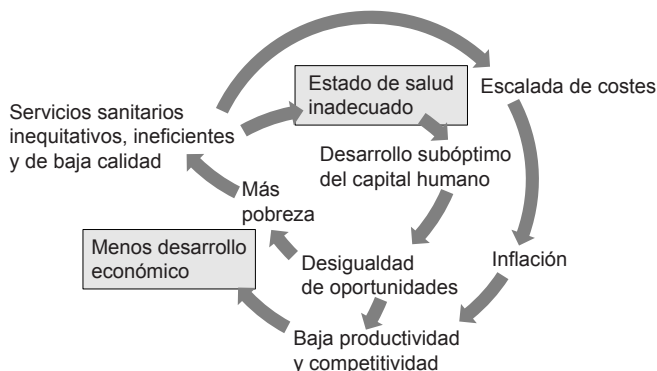 Estado de salud
inadecuado
Escalada de costes
Servicios sanitarios
inequitativos, ineficientes
y de baja calidad
Desarrollo subóptimo
del capital humano
Más
pobreza
Menos desarrollo
económico
Desigualdad
de oportunidades
Inflación
Baja productividad
y competitividad